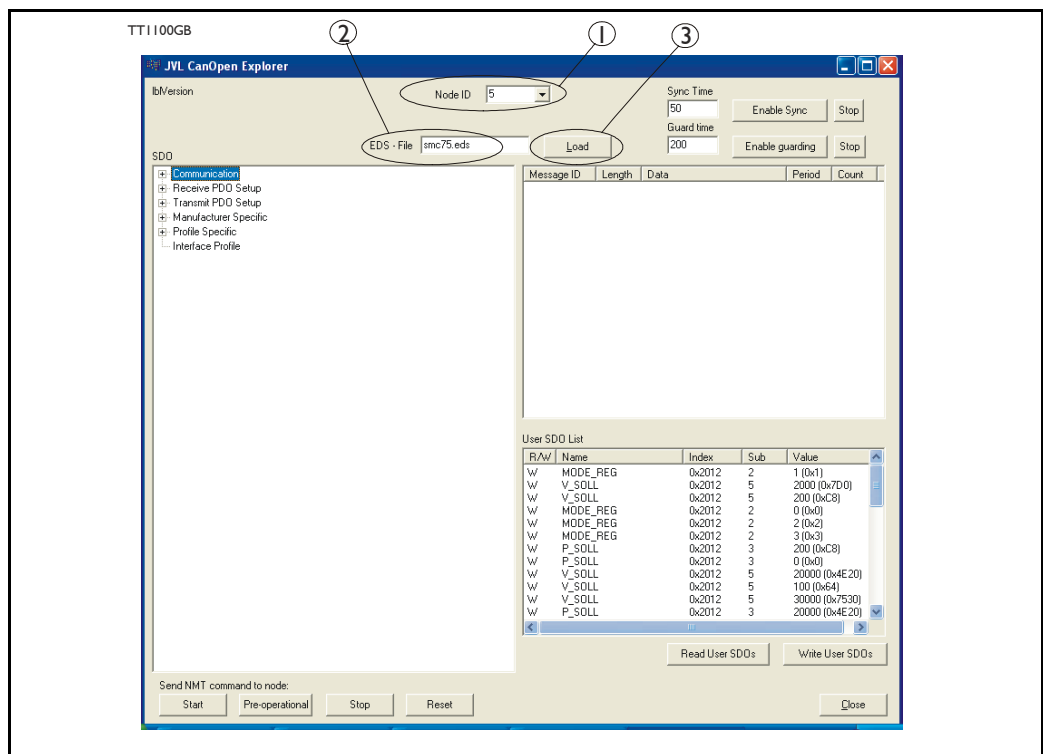 TT1100GB
2 1 3
JVL CanOpen Explorer
lblVersion
Node ID 5
Sync Time
50 Enable Sync Stop
Guard time
EDS - File smc75.eds Load 200 Enable guarding Stop
SDO
Communication
Receive PDO Setup
Transmit PDO Setup
Manufacturer Specific
Profile Specific
Interface Profile
Message ID Length Data Period Count
User SDO List
R/W Name Index Sub Value
W MODE_REG 0x2012 2 1 (0x1)
W V_SOLL 0x2012 5 2000 (0x7D0)
W V_SOLL 0x2012 5 200 (0xC8)
W MODE_REG 0x2012 2 0 (0x0)
W MODE_REG 0x2012 2 2 (0x2)
W MODE_REG 0x2012 2 3 (0x3)
W P_SOLL 0x2012 3 200 (0xC8)
W P_SOLL 0x2012 3 0 (0x0)
W V_SOLL 0x2012 5 20000 (0x4E20)
W V_SOLL 0x2012 5 100 (0x64)
W V_SOLL 0x2012 5 30000 (0x7530)
W P_SOLL 0x2012 3 20000 (0x4E20)
Read User SDOs Write User SDOs
Send NMT command to node:
Start Pre-operational Stop Reset Close